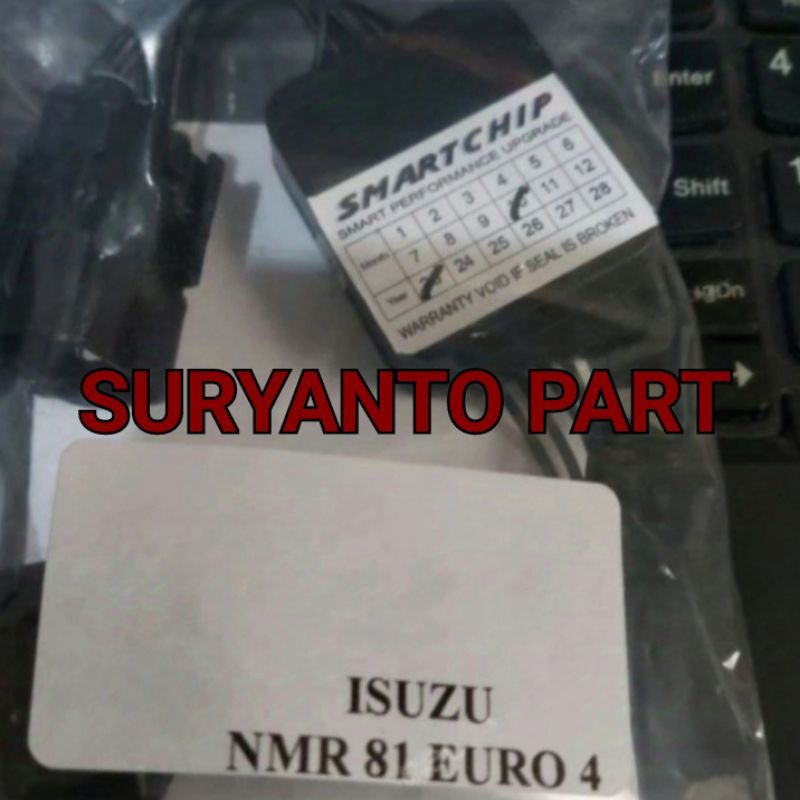 SMARTCHIP
SMART PERFORMANCE UPGRADE
Month 1 2 3 4 5 6
7 8 9 11 12
Year 24 25 26 27 28
WARRANTY VOID IF SEAL IS BROKEN
Enter
4
Shift
SURYANTO PART
ISUZU
NMR 81 EURO 4